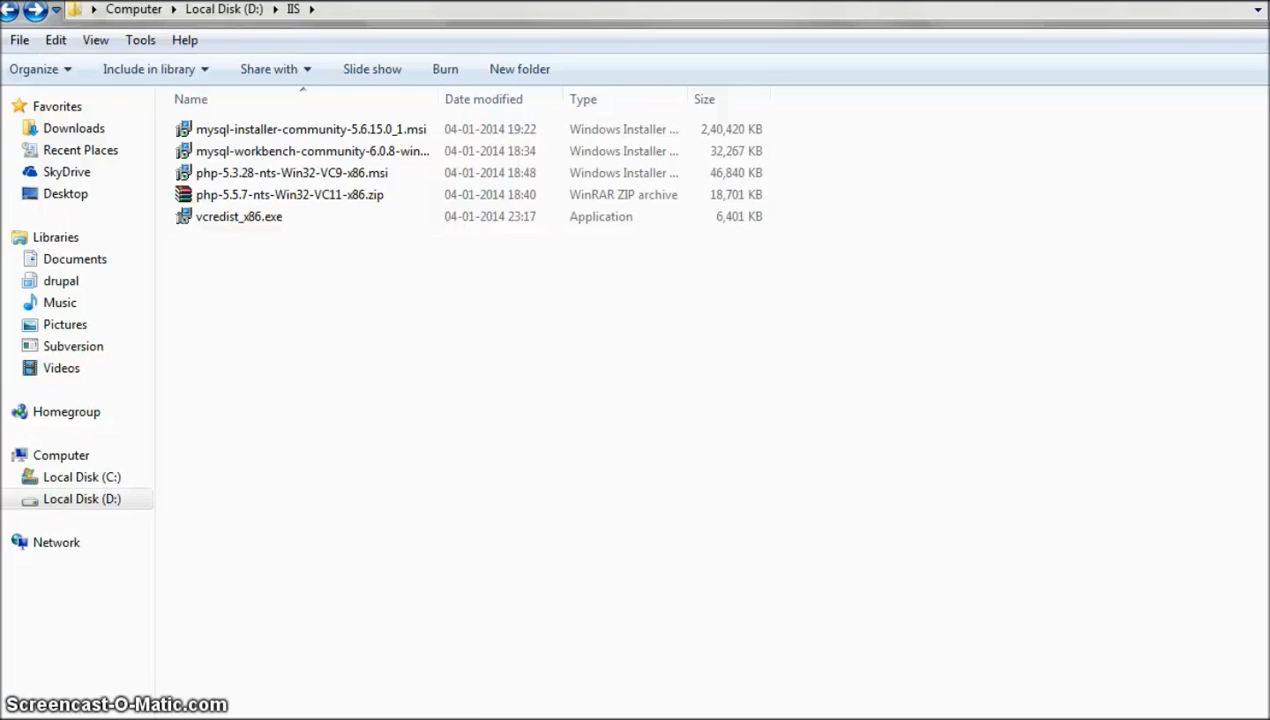 Computer Local Disk (D:) IIS
File Edit View Tools Help
Organize Include in library Share with Slide show Burn New folder
Name Date modified Type Size
Favorites
Downloads
Recent Places
SkyDrive
Desktop
Libraries
Documents
drupal
Music
Pictures
Subversion
Videos
Homegroup
Computer
Local Disk (C:)
Local Disk (D:)
Network
mysql-installer-community-5.6.15.0_1.msi 04-01-2014 19:22 Windows Installer ... 2,40,420 KB
mysql-workbench-community-6.0.8-win... 04-01-2014 18:34 Windows Installer ... 32,267 KB
php-5.3.28-nts-Win32-VC9-x86.msi 04-01-2014 18:48 Windows Installer ... 46,840 KB
php-5.5.7-nts-Win32-VC11-x86.zip 04-01-2014 18:40 WinRAR ZIP archive 18,701 KB
vcredist_x86.exe 04-01-2014 23:17 Application 6,401 KB
Screencast-O-Matic.com